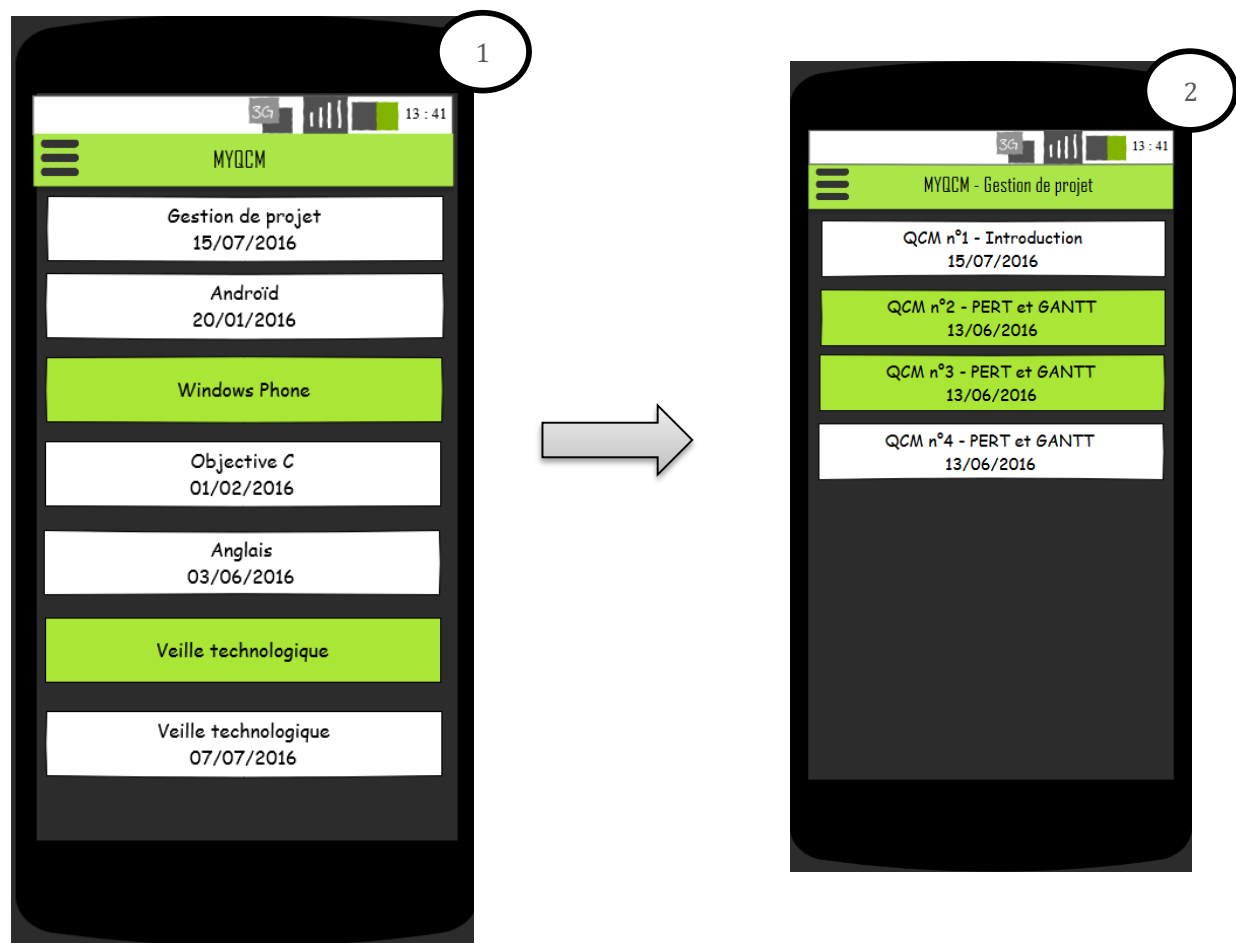 1
3G 13 : 41
MYQCM
Gestion de projet
15/07/2016
Androïd
20/01/2016
Windows Phone
Objective C
01/02/2016
Anglais
03/06/2016
Veille technologique
Veille technologique
07/07/2016
2
3G 13 : 41
MYQCM - Gestion de projet
QCM n°1 - Introduction
15/07/2016
QCM n°2 - PERT et GANTT
13/06/2016
QCM n°3 - PERT et GANTT
13/06/2016
QCM n°4 - PERT et GANTT
13/06/2016